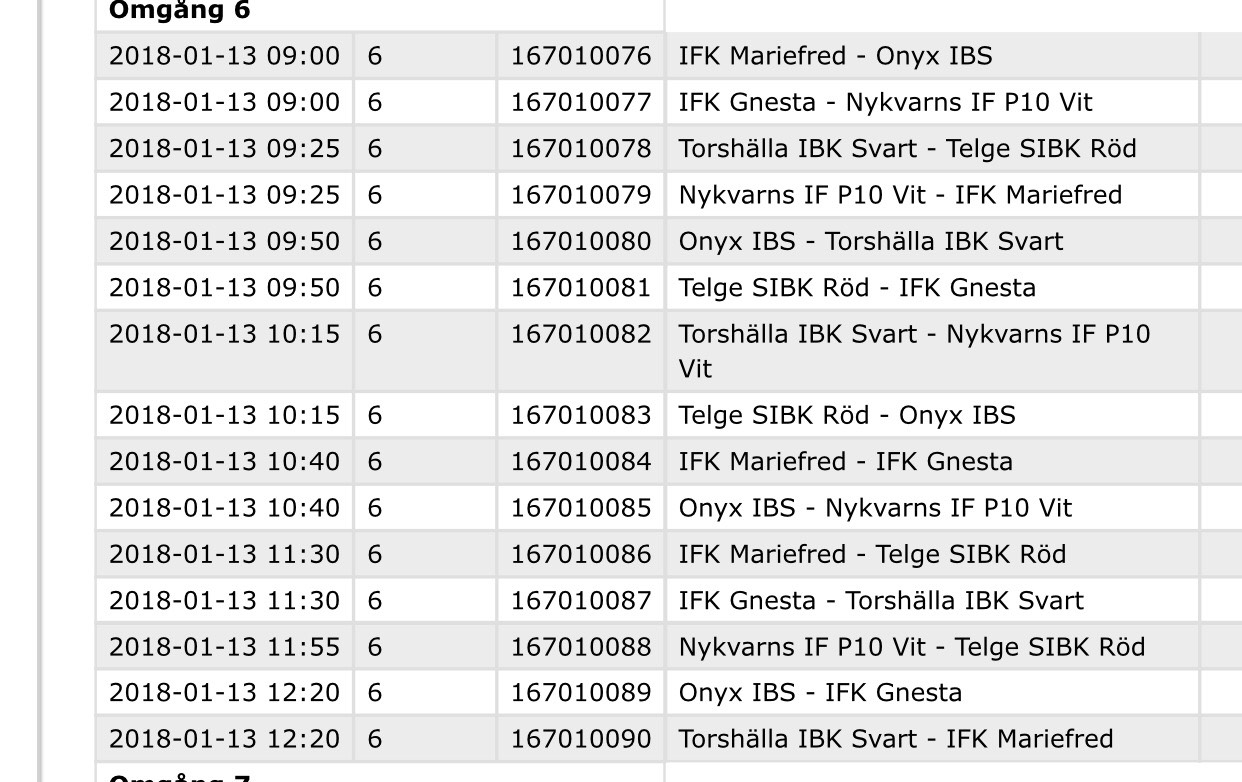 Omgång 6
2018-01-13 09:00 6 167010076 IFK Mariefred - Onyx IBS
2018-01-13 09:00 6 167010077 IFK Gnesta - Nykvarns IF P10 Vit
2018-01-13 09:25 6 167010078 Torshälla IBK Svart - Telge SIBK Röd
2018-01-13 09:25 6 167010079 Nykvarns IF P10 Vit - IFK Mariefred
2018-01-13 09:50 6 167010080 Onyx IBS - Torshälla IBK Svart
2018-01-13 09:50 6 167010081 Telge SIBK Röd - IFK Gnesta
2018-01-13 10:15 6 167010082 Torshälla IBK Svart - Nykvarns IF P10
Vit
2018-01-13 10:15 6 167010083 Telge SIBK Röd - Onyx IBS
2018-01-13 10:40 6 167010084 IFK Mariefred - IFK Gnesta
2018-01-13 10:40 6 167010085 Onyx IBS - Nykvarns IF P10 Vit
2018-01-13 11:30 6 167010086 IFK Mariefred - Telge SIBK Röd
2018-01-13 11:30 6 167010087 IFK Gnesta - Torshälla IBK Svart
2018-01-13 11:55 6 167010088 Nykvarns IF P10 Vit - Telge SIBK Röd
2018-01-13 12:20 6 167010089 Onyx IBS - IFK Gnesta
2018-01-13 12:20 6 167010090 Torshälla IBK Svart - IFK Mariefred
Omgång 7